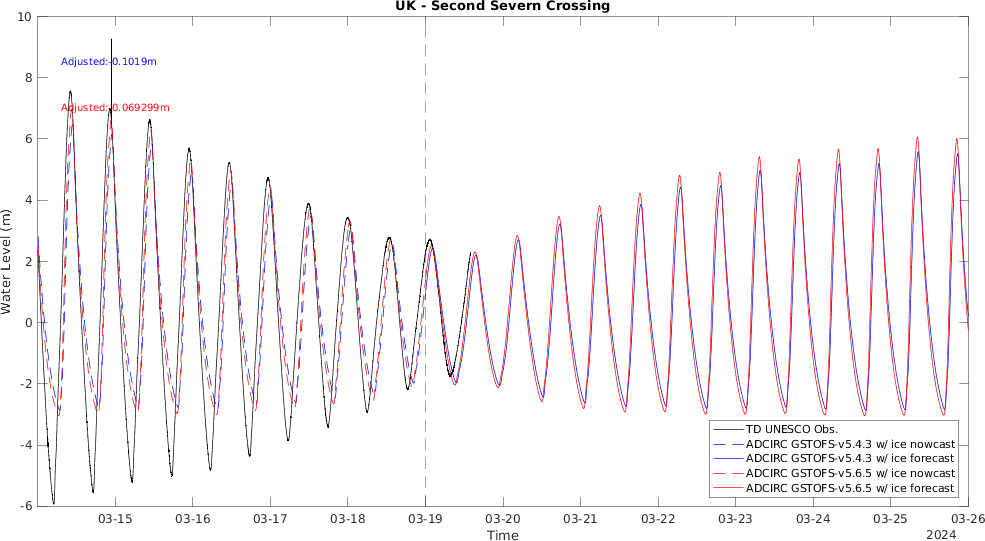 UK - Second Severn Crossing
10
8
6
4
2
0
-2
-4
-6
Water Level (m)
Adjusted:-0.1019m
Adjusted:-0.069299m
TD UNESCO Obs.
ADCIRC GSTOFS-v5.4.3 w/ ice nowcast
ADCIRC GSTOFS-v5.4.3 w/ ice forecast
ADCIRC GSTOFS-v5.6.5 w/ ice nowcast
ADCIRC GSTOFS-v5.6.5 w/ ice forecast
03-15 03-16 03-17 03-18 03-19 03-20 03-21 03-22 03-23 03-24 03-25 03-26
Time
2024